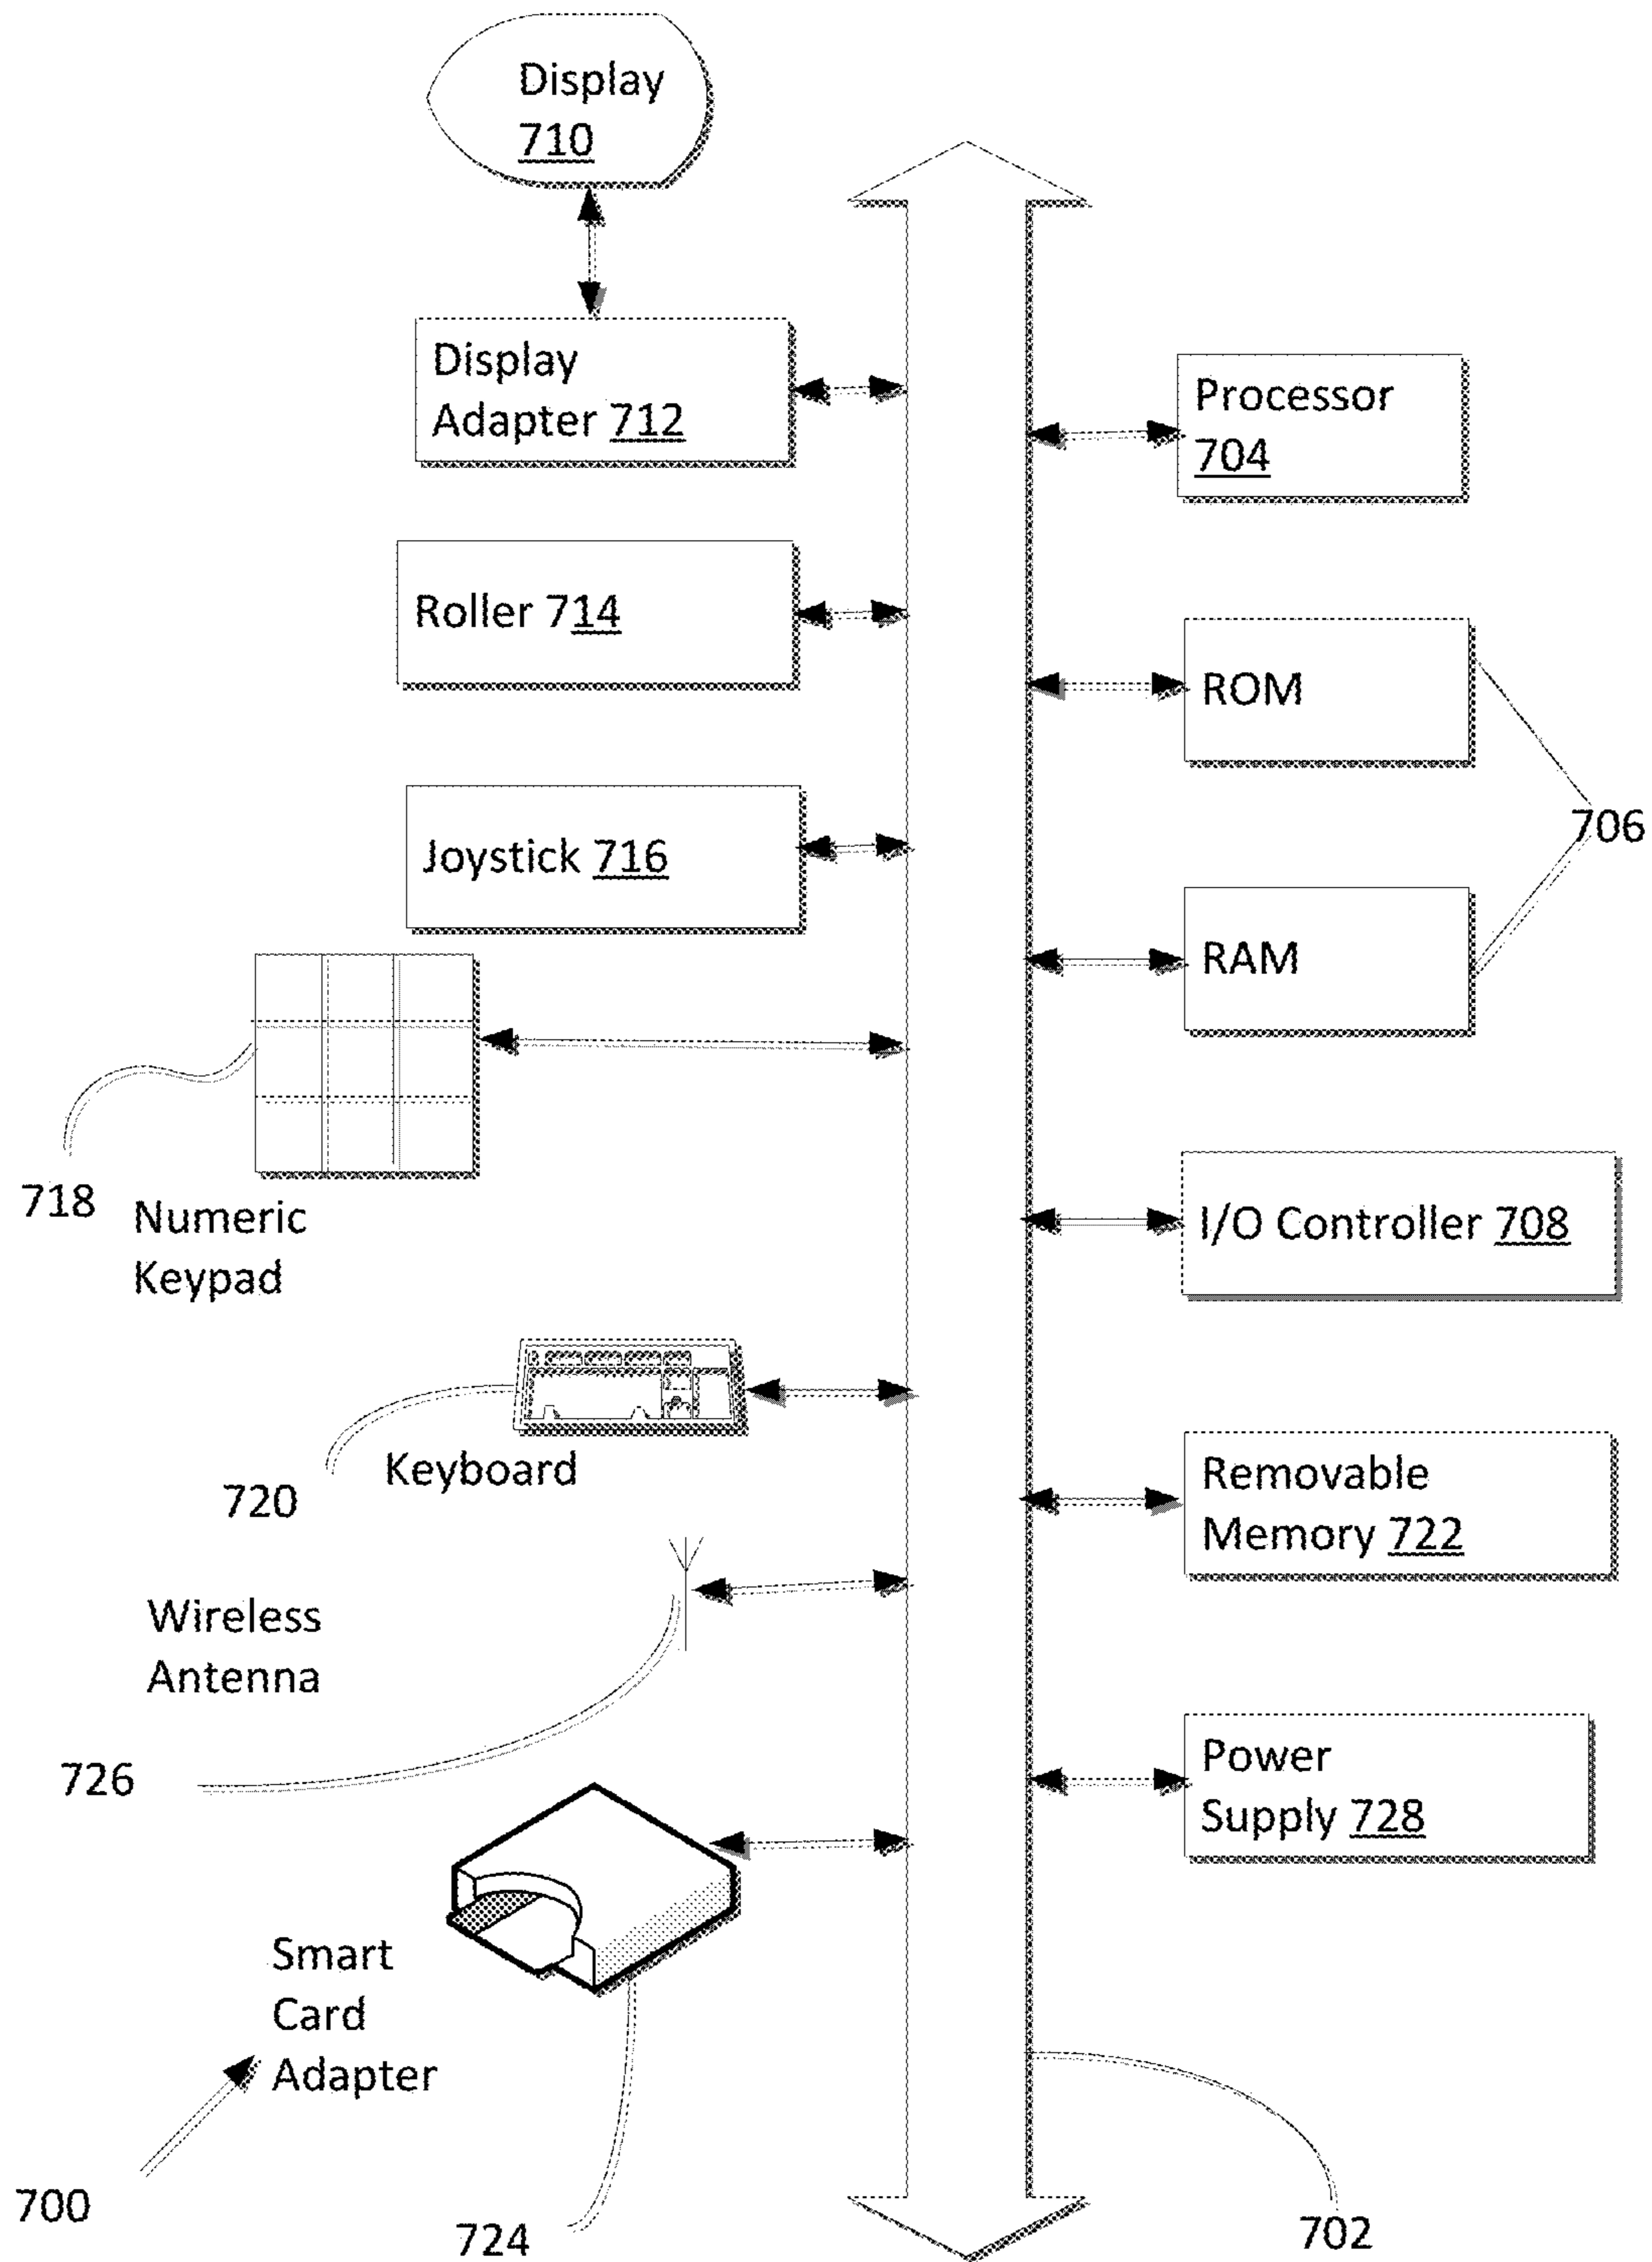 Display
710
Display
Adapter 712
Processor
704
Roller 714
ROM
706
Joystick 716
RAM
718
Numeric
Keypad
I/O Controller 708
720
Keyboard
Removable
Memory 722
Wireless
Antenna
726
Power
Supply 728
Smart
Card
Adapter
700
724
702